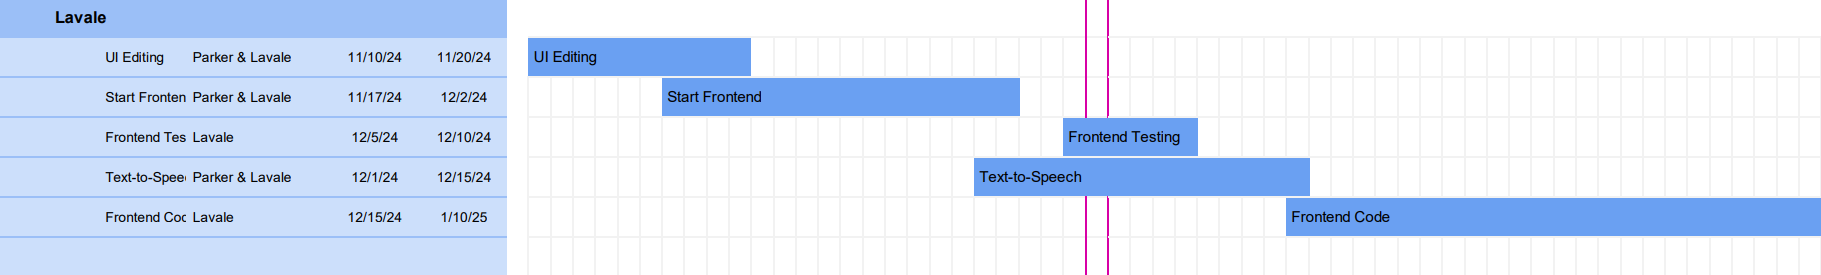 Lavale
UI Editing Parker & Lavale 11/10/24 11/20/24 UI Editing
Start Fronten Parker & Lavale 11/17/24 12/2/24 Start Frontend
Frontend Tes Lavale 12/5/24 12/10/24 Frontend Testing
Text-to-Spee Parker & Lavale 12/1/24 12/15/24 Text-to-Speech
Frontend Coc Lavale 12/15/24 1/10/25 Frontend Code